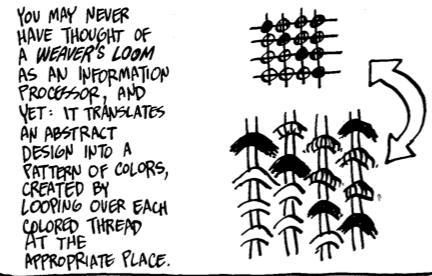 YOU MAY NEVER
HAVE THOUGHT OF
A WEAVER'S LOOM
AS AN INFORMATION
PROCESSOR, AND
YET: IT TRANSLATES
AN ABSTRACT
DESIGN INTO A
PATTERN OF COLORS,
CREATED BY
LOOPING OVER EACH
COLORED THREAD
AT THE
APPROPRIATE PLACE.